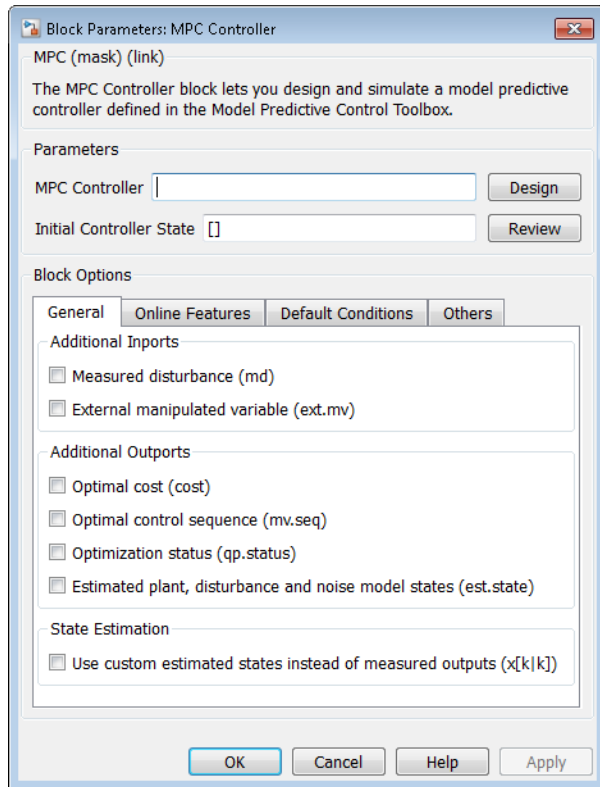 Block Parameters: MPC Controller
MPC (mask) (link)
The MPC Controller block lets you design and simulate a model predictive
controller defined in the Model Predictive Control Toolbox.
Parameters
MPC Controller Design
Initial Controller State [] Review
Block Options
General Online Features Default Conditions Others
Additional Inports
Measured disturbance (md)
External manipulated variable (ext.mv)
Additional Outports
Optimal cost (cost)
Optimal control sequence (mv.seq)
Optimization status (qp.status)
Estimated plant, disturbance and noise model states (est.state)
State Estimation
Use custom estimated states instead of measured outputs (x[k|k])
OK Cancel Help Apply